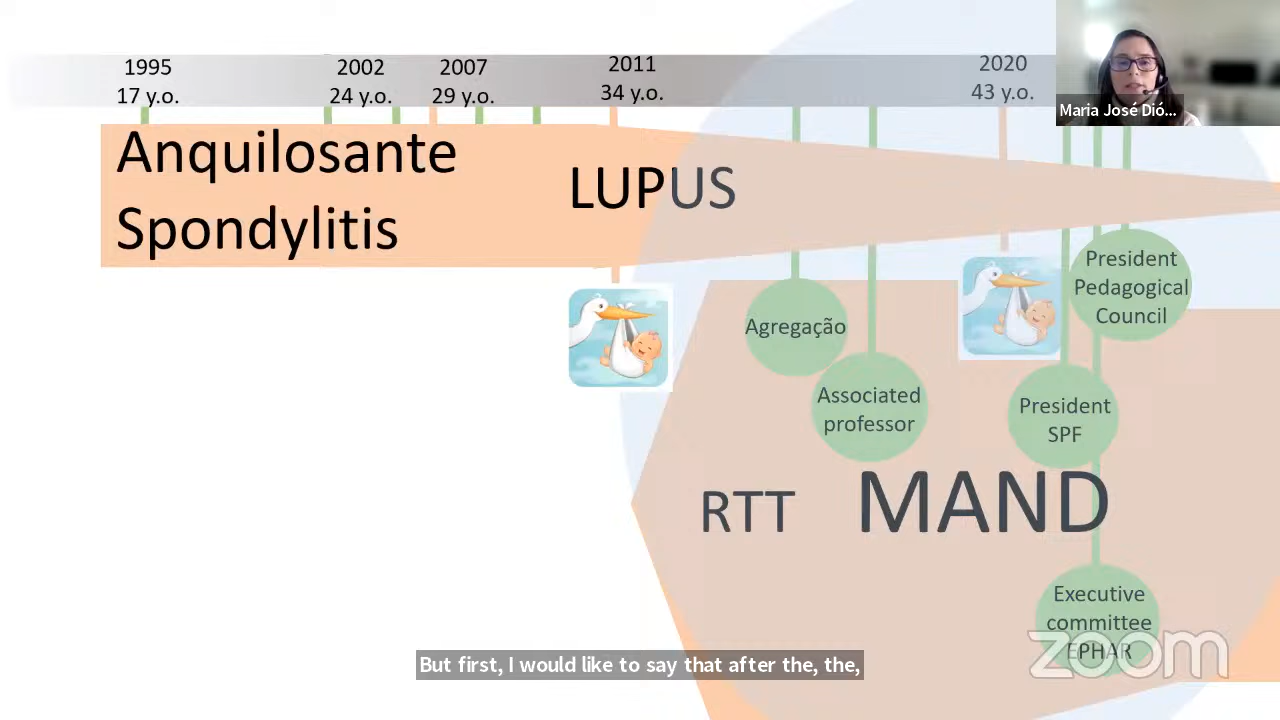 1995
17 y.o.
2002
24 y.o.
2007
29 y.o.
2011
34 y.o.
2020
43 y.o.
Maria José Dió...
Anquilosante
Spondylitis
LUPUS
Agregação
Associated
professor
President
Pedagogical
Council
President
SPF
RTT
MAND
Executive
committee
EPHAR
zoom
But first, I would like to say that after the, the,